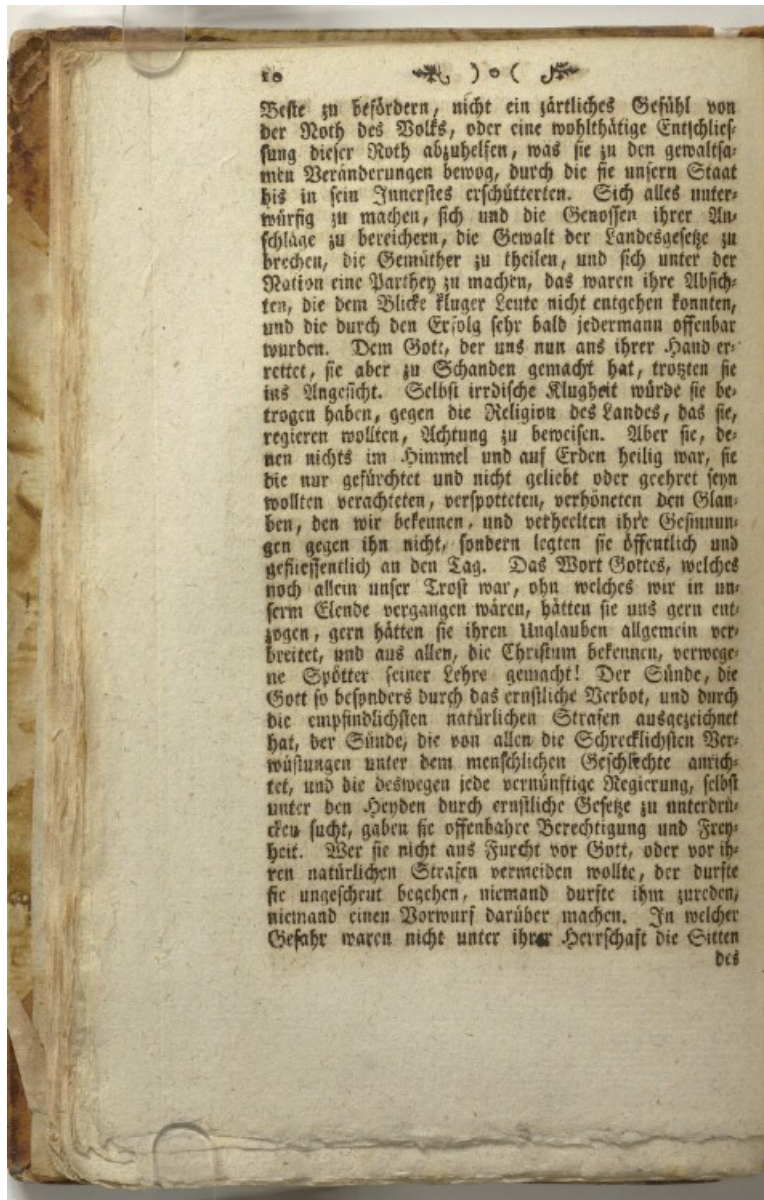 10 ) o (
Beste zu befördern, nicht ein zärtliches Gefühl von
der Noth des Volks, oder eine wohlthätige Entschlies-
sung dieser Noth abzuhelfen, was sie zu den gewaltsa-
men Veränderungen bewog, durch die sie unsern Staat
bis in sein Innerstes erschütterten. Sich alles unter-
würfig zu machen, sich und die Genossen ihrer An-
schläge zu bereichern, die Gewalt der Landesgesetze zu
brechen, die Gemüther zu theilen, und sich unter der
Nation eine Parthey zu machen, das waren ihre Absich-
ten, die dem Blicke kluger Leute nicht entgehen konnten,
und die durch den Erfolg sehr bald jedermann offenbar
wurden. Dem Gott, der uns nun aus ihrer Hand er-
rettet, sie aber zu Schanden gemacht hat, trotzten sie
ins Angesicht. Selbst irrdische Klugheit würde sie be-
trogen haben, gegen die Religion des Landes, das sie,
regieren wollten, Achtung zu beweisen. Aber sie, de-
nen nichts im Himmel und auf Erden heilig war, sie
die nur gefürchtet und nicht geliebt oder geehret seyn
wollten verachteten, verspotteten, verhöneten den Glau-
ben, den wir bekennen, und verheelten ihre Gesinnun-
gen gegen ihn nicht, sondern legten sie öffentlich und
gefliessentlich an den Tag. Das Wort Gottes, welches
noch allein unser Trost war, ohn welches wir in un-
serm Elende vergangen wären, hätten sie uns gern ent-
zogen, gern hätten sie ihren Unglauben allgemein ver-
breitet, und aus allen, die Christum bekennen, verwege-
ne Spötter seiner Lehre gemacht! Der Sünde, die
Gott so besonders durch das ernstliche Verbot, und durch
die empfindlichsten natürlichen Strafen ausgezeichnet
hat, der Sünde, die von allen die Schrecklichsten Ver-
wüstungen unter dem menschlichen Geschlechte anrich-
tet, und die deswegen jede vernünftige Regierung, selbst
unter den Heyden durch ernstliche Gesetze zu unterdrü-
cken sucht, gaben sie offenbahre Berechtigung und Frey-
heit. Wer sie nicht aus Furcht vor Gott, oder vor ih-
ren natürlichen Strafen vermeiden wollte, der durfte
sie ungescheut begehen, niemand durfte ihm zureden,
niemand einen Vorwurf darüber machen. In welcher
Gefahr waren nicht unter ihrer Herrschaft die Sitten
des